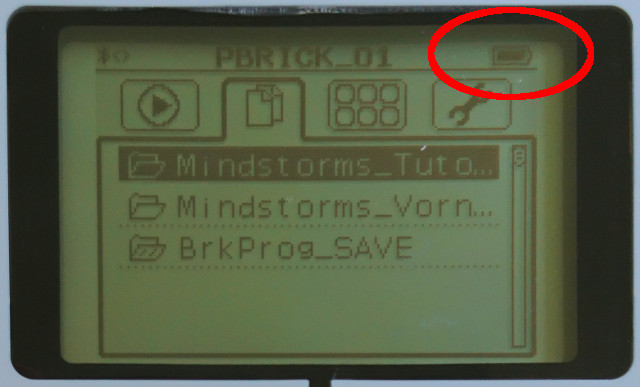 PBRICK_01
Mindstorms_Tuto...
Mindstorms_Vorn...
BrkProg_SAVE